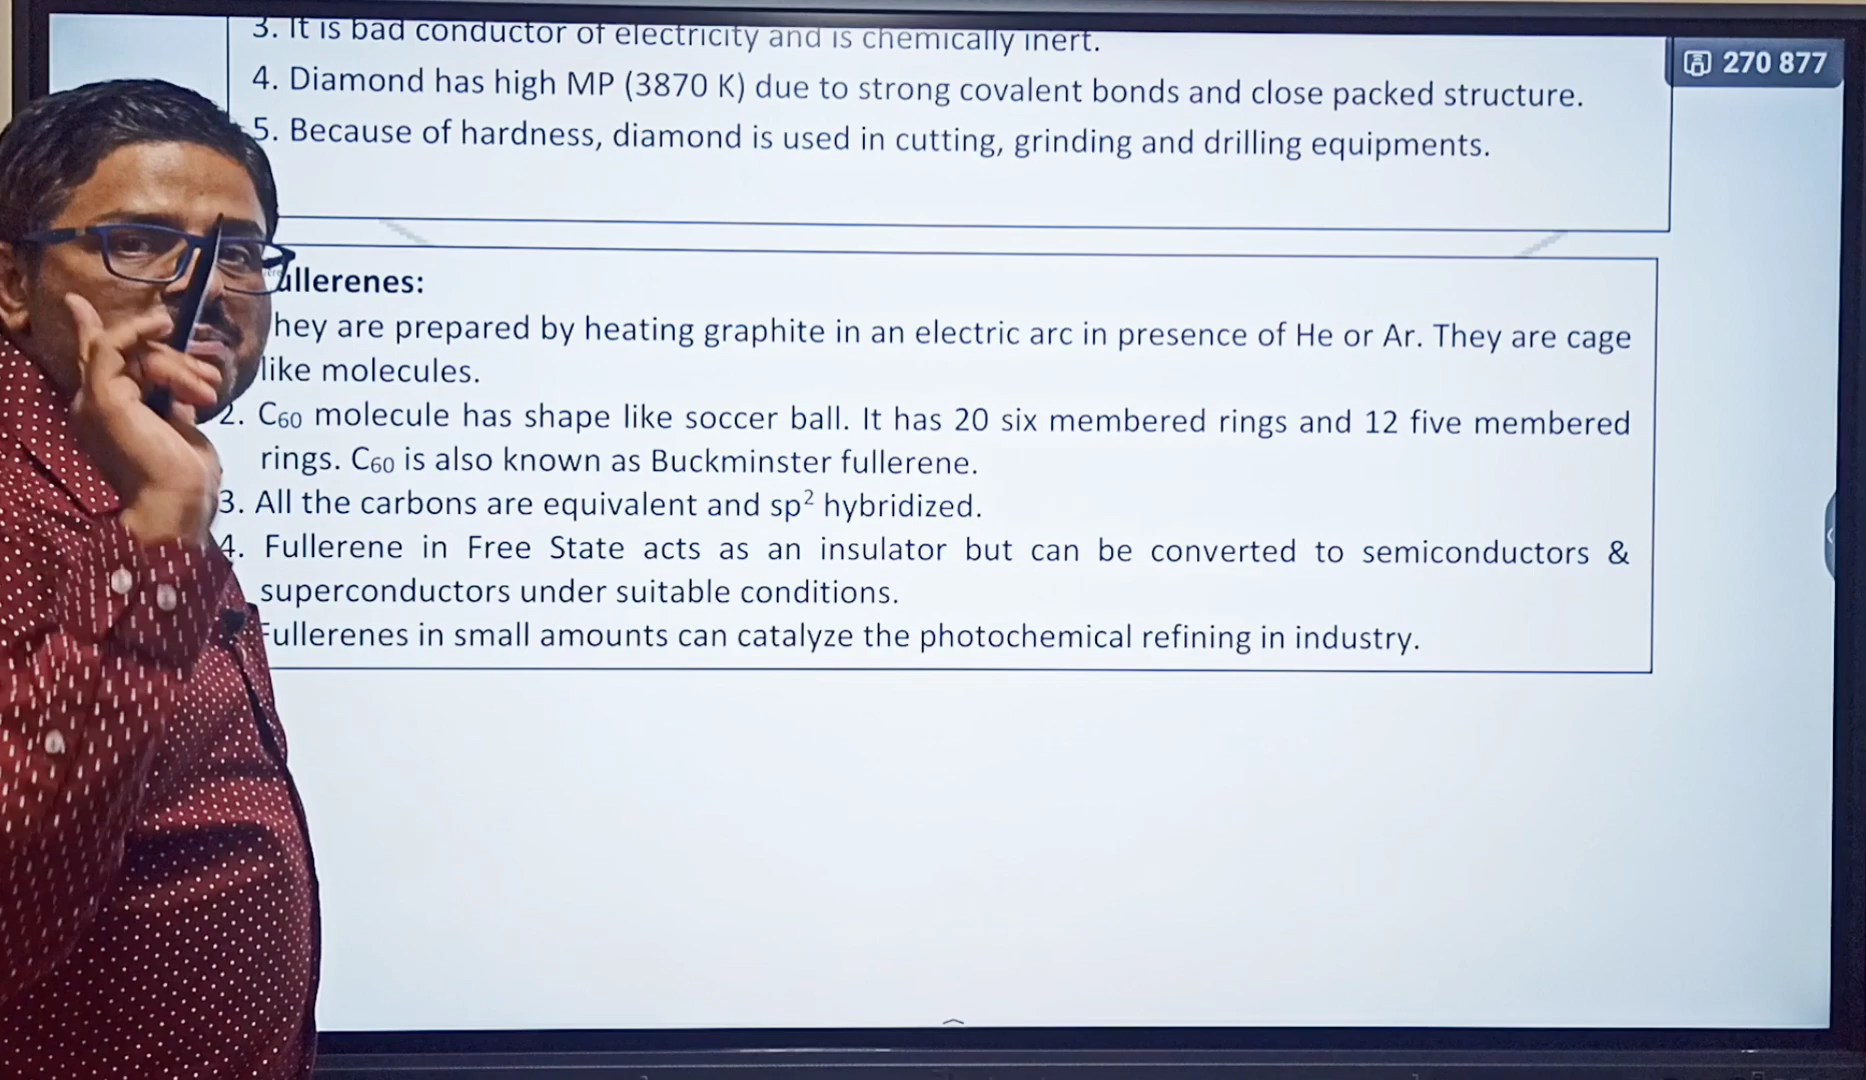 3. It is bad conductor of electricity and is chemically inert.
270 877
4. Diamond has high MP (3870 K) due to strong covalent bonds and close packed structure.
5. Because of hardness, diamond is used in cutting, grinding and drilling equipments.
ullerenes:
hey are prepared by heating graphite in an electric arc in presence of He or Ar. They are cage
like molecules.
2. C₆₀ molecule has shape like soccer ball. It has 20 six membered rings and 12 five membered
rings. C₆₀ is also known as Buckminster fullerene.
3. All the carbons are equivalent and sp² hybridized.
4. Fullerene in Free State acts as an insulator but can be converted to semiconductors &
superconductors under suitable conditions.
Fullerenes in small amounts can catalyze the photochemical refining in industry.